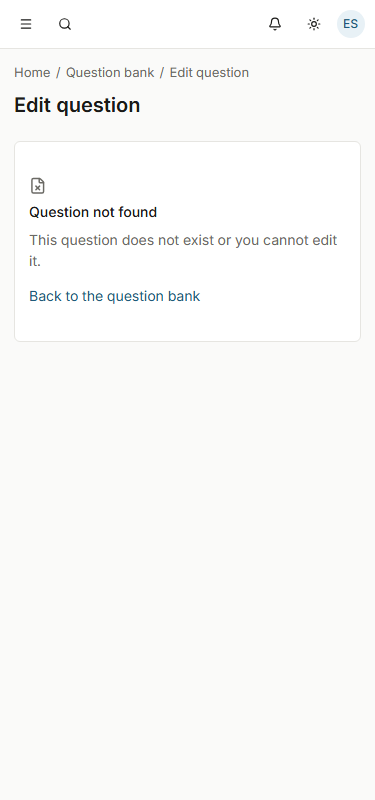 ES
Home / Question bank / Edit question
Edit question
Question not found
This question does not exist or you cannot edit
it.
Back to the question bank